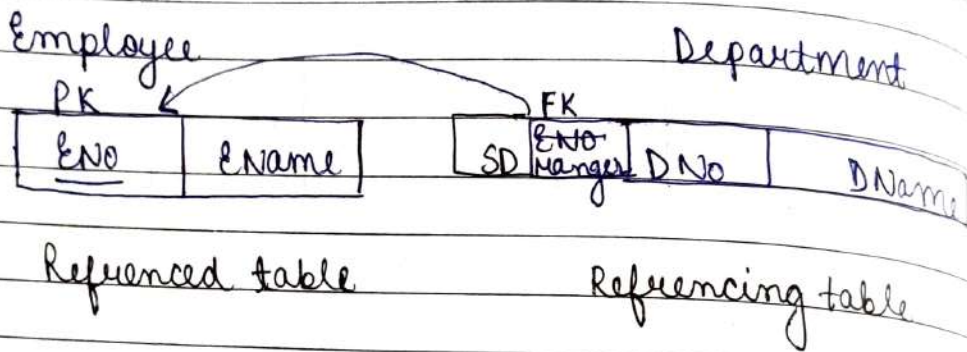 Employee Department
PK FK
ENO EName SD ENO Manger DNo DName
Refrenced table Refrencing table